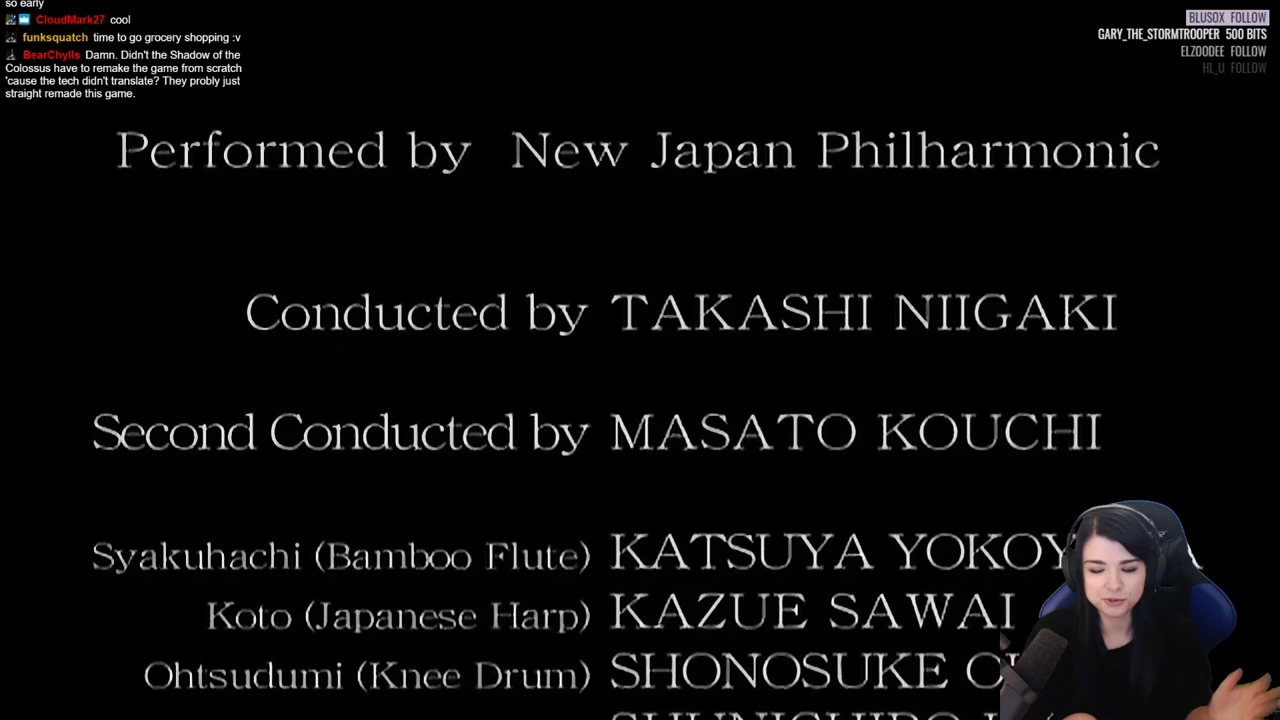 so early
CloudMark27 cool
funksquatch time to go grocery shopping :v
BearChylls Damn. Didn't the Shadow of the
Colossus have to remake the game from scratch
'cause the tech didn't translate? They probly just
straight remade this game.
BLUSOX FOLLOW
GARY_THE_STORMTROOPER 500 BITS
ELZOODEE FOLLOW
HL_U FOLLOW
Performed by New Japan Philharmonic
Conducted by TAKASHI NIIGAKI
Second Conducted by MASATO KOUCHI
Syakuhachi (Bamboo Flute) KATSUYA
Koto (Japanese Harp) KAZUE SAWAI
Ohtsudumi (Knee Drum) SHONOSUKE